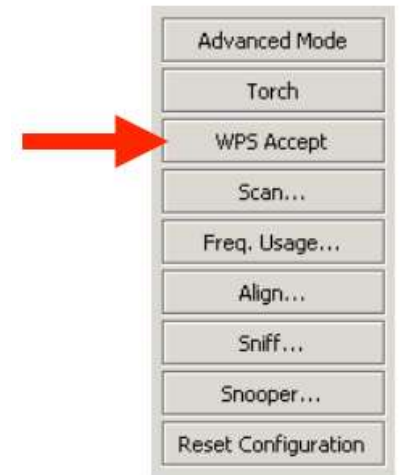 Advanced Mode
Torch
WPS Accept
Scan...
Freq. Usage...
Align...
Sniff...
Snooper...
Reset Configuration